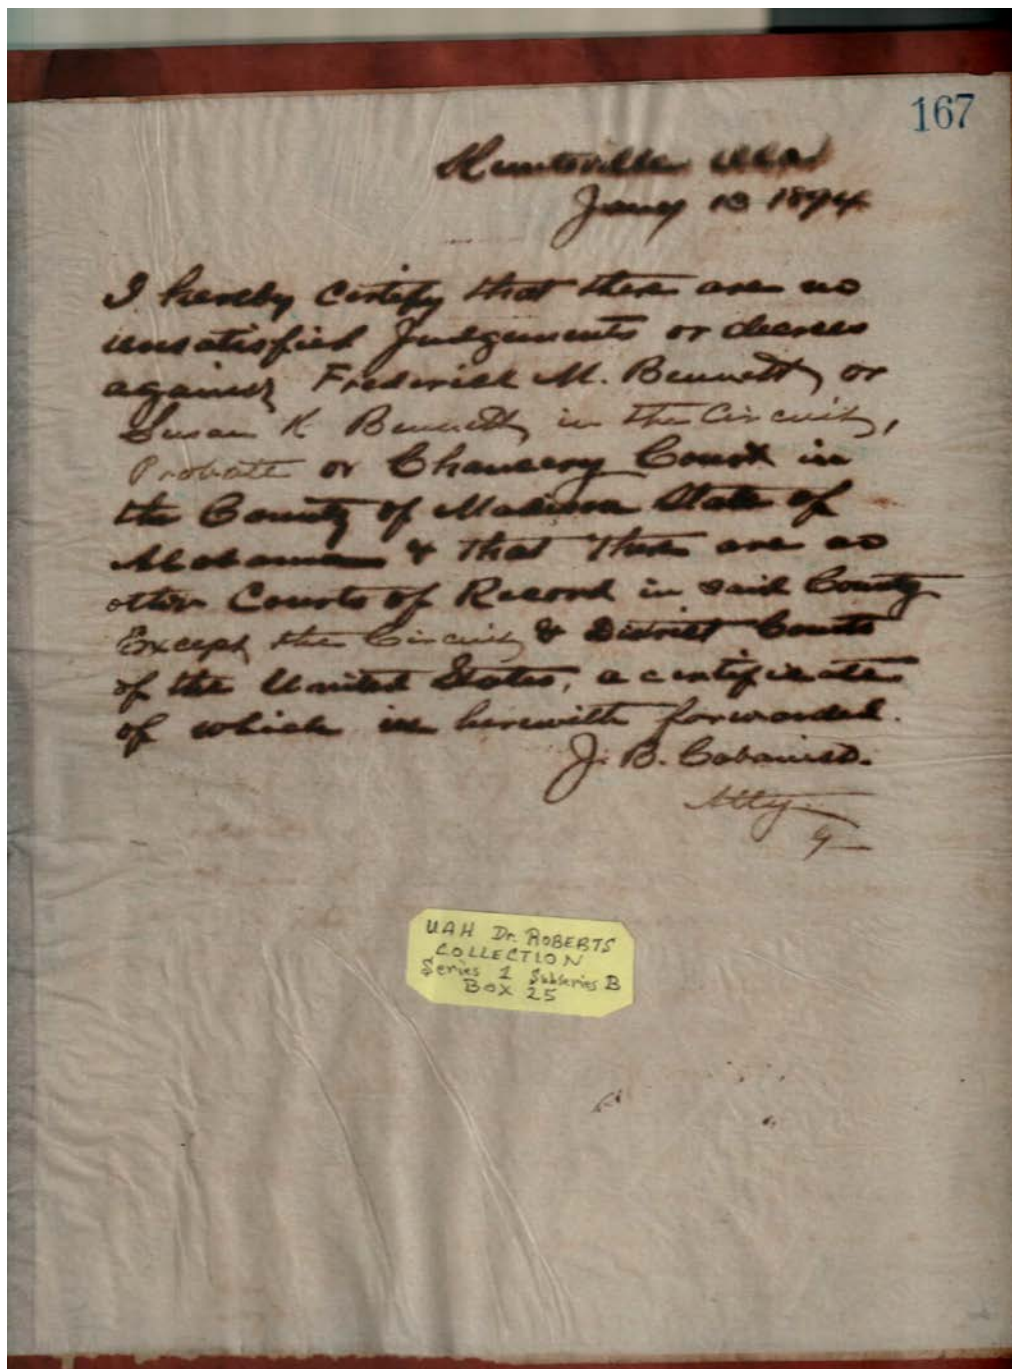 167
Huntsville Ala
Jany 13 1894
I hereby certify that there are no
unsatisfied Judgements or decrees
against Frederick M. Bennett or
Susan K Bennett in the Circuit,
Probate or Chancery Court in
the County of Madison State of
Alabama & that there are no
other Courts of Record in said County
Except the Circuit & District Courts
of the United States, a certificate
of which is herewith forwarded.
J. B. Cabaniss.
Atty.
UAH Dr. ROBERTS
COLLECTION
Series 1 Subseries B
BOX 25